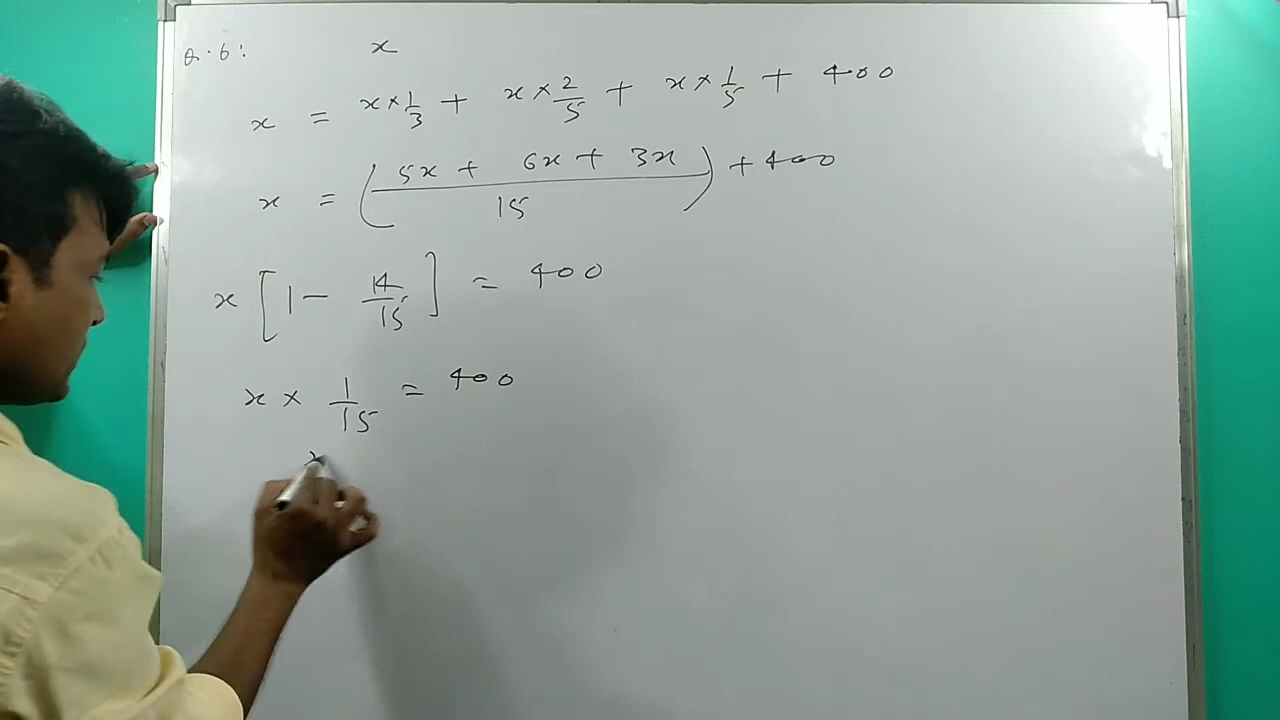 Q.6: x
x = x × 1/3 + x × 2/5 + x × 1/5 + 400
x = ( (5x + 6x + 3x) / 15 ) + 400
x [ 1 - 14/15 ] = 400
x × 1/15 = 400
x